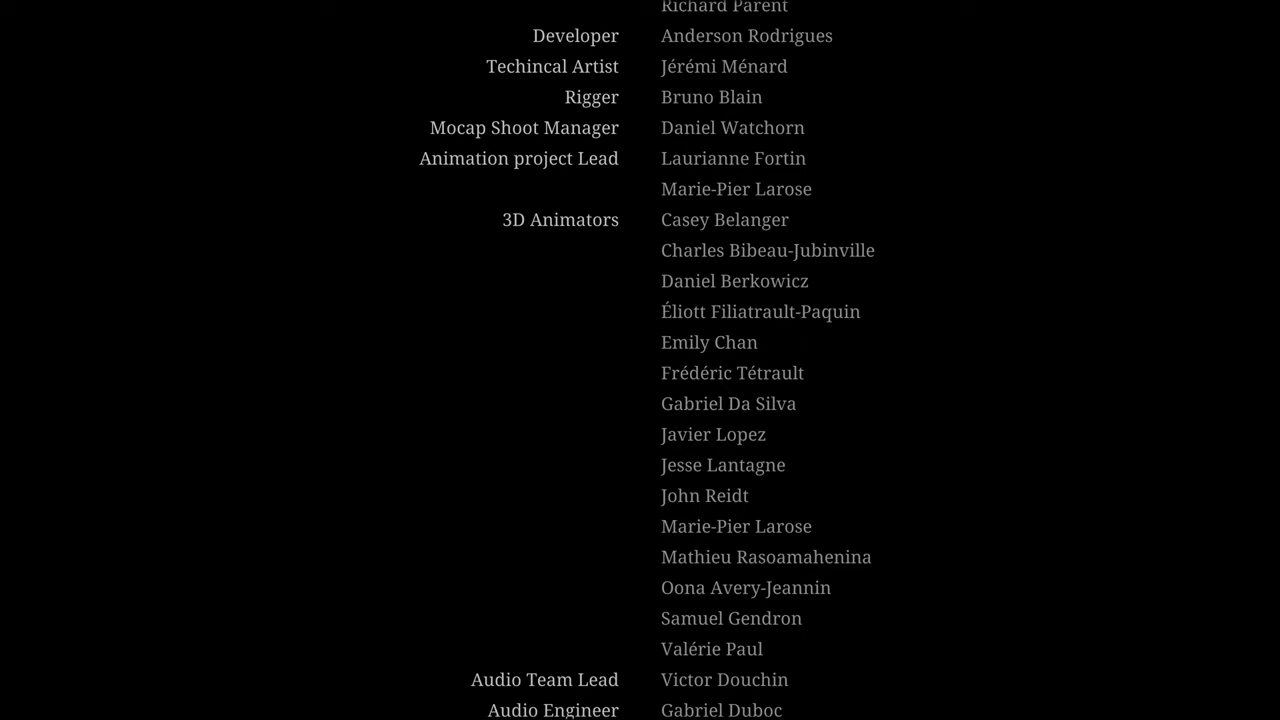 Richard Parent
Developer Anderson Rodrigues
Techincal Artist Jérémi Ménard
Rigger Bruno Blain
Mocap Shoot Manager Daniel Watchorn
Animation project Lead Laurianne Fortin
Marie-Pier Larose
3D Animators Casey Belanger
Charles Bibeau-Jubinville
Daniel Berkowicz
Éliott Filiatrault-Paquin
Emily Chan
Frédéric Tétrault
Gabriel Da Silva
Javier Lopez
Jesse Lantagne
John Reidt
Marie-Pier Larose
Mathieu Rasoamahenina
Oona Avery-Jeannin
Samuel Gendron
Valérie Paul
Audio Team Lead Victor Douchin
Audio Engineer Gabriel Duboc